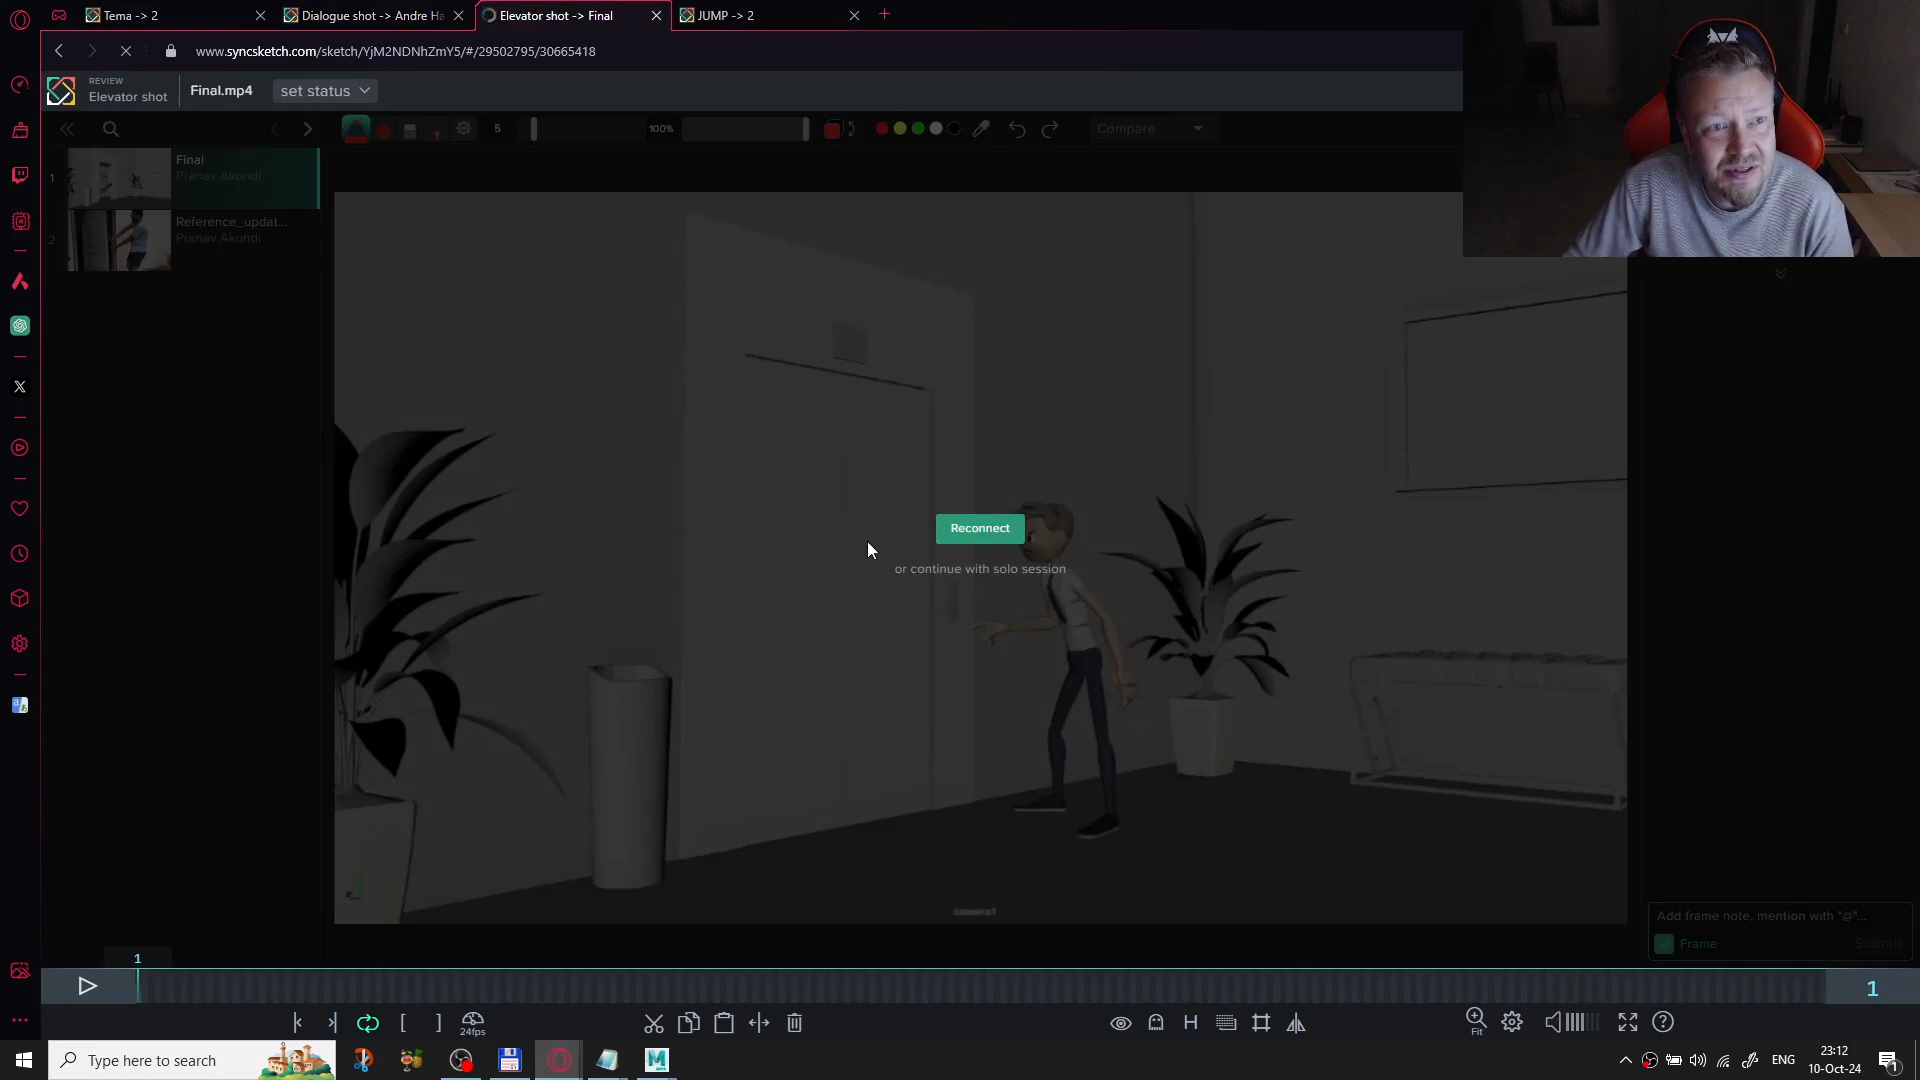 Tema -> 2
Dialogue shot -> Andre Ha
Elevator shot -> Final
JUMP -> 2
www.syncsketch.com/sketch/YjM2NDNhZmY5/#/29502795/30665418
REVIEW
Elevator shot
Final.mp4
set status
5
100%
Compare
1
Final
Pranav Akondi
2
Reference_updat...
Pranav Akondi
Reconnect
or continue with solo session
camera1
Add frame note, mention with "@"...
Frame
Submit
1
1
24fps
Fit
Type here to search
ENG
23:12
10-Oct-24
1